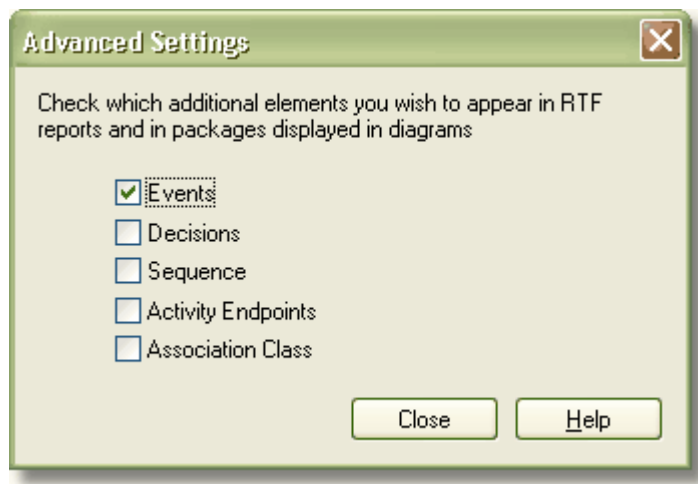 Advanced Settings
Check which additional elements you wish to appear in RTF
reports and in packages displayed in diagrams
Events
Decisions
Sequence
Activity Endpoints
Association Class
Close Help